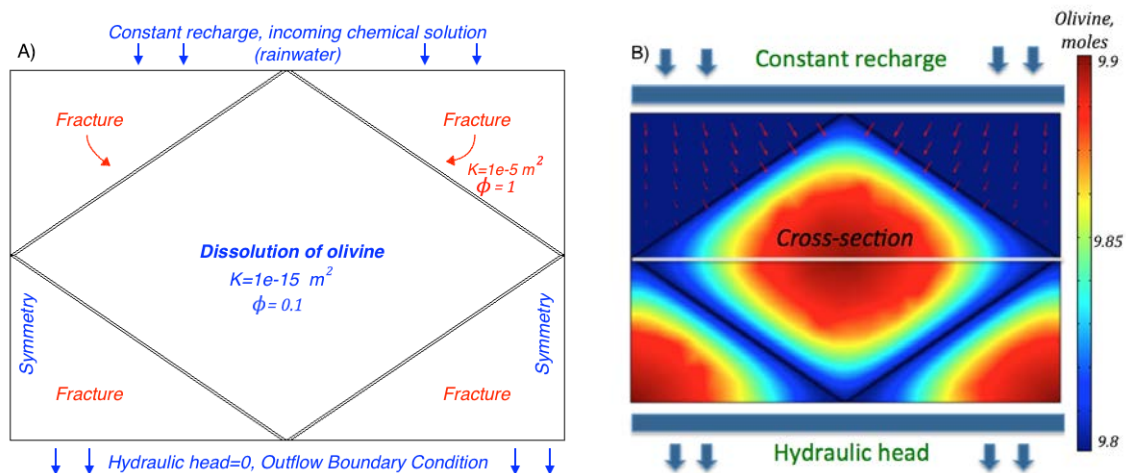 A)
Constant recharge, incoming chemical solution
(rainwater)
Fracture
Fracture
K=1e-5 m²
ϕ = 1
Dissolution of olivine
K=1e-15 m²
ϕ = 0.1
Symmetry
Symmetry
Fracture
Fracture
Hydraulic head=0, Outflow Boundary Condition
B)
Constant recharge
Cross-section
Hydraulic head
Olivine,
moles
9.9
9.85
9.8